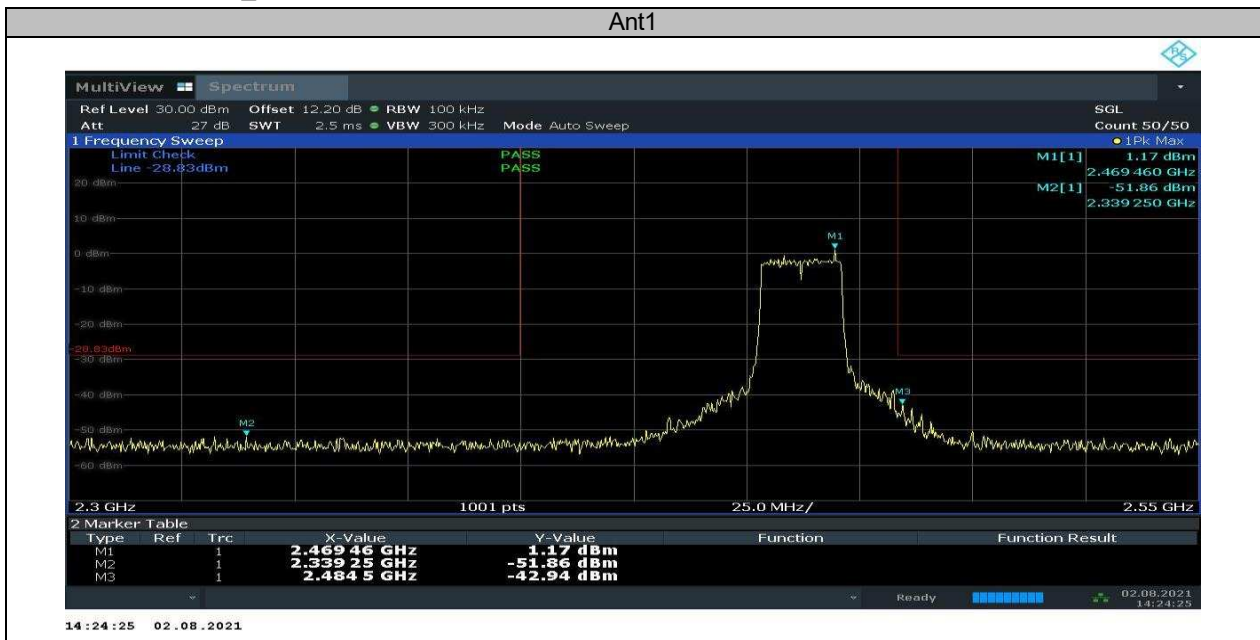 Ant1
R&S
MultiView Spectrum
Ref Level 30.00 dBm Offset 12.20 dB RBW 100 kHz SGL
Att 27 dB SWT 2.5 ms VBW 300 kHz Mode Auto Sweep Count 50/50
1 Frequency Sweep 1Pk Max
Limit Check PASS M1[1] 1.17 dBm
Line -28.83dBm PASS 2.469 460 GHz
20 dBm M2[1] -51.86 dBm
2.339 250 GHz
10 dBm
M1
0 dBm
-10 dBm
-20 dBm
-28.83dBm
-30 dBm
-40 dBm M3
M2
-50 dBm
-60 dBm
2.3 GHz 1001 pts 25.0 MHz/ 2.55 GHz
2 Marker Table
Type Ref Trc X-Value Y-Value Function Function Result
M1 1 2.469 46 GHz 1.17 dBm
M2 1 2.339 25 GHz -51.86 dBm
M3 1 2.484 5 GHz -42.94 dBm
Ready 02.08.2021
14:24:25
14:24:25 02.08.2021